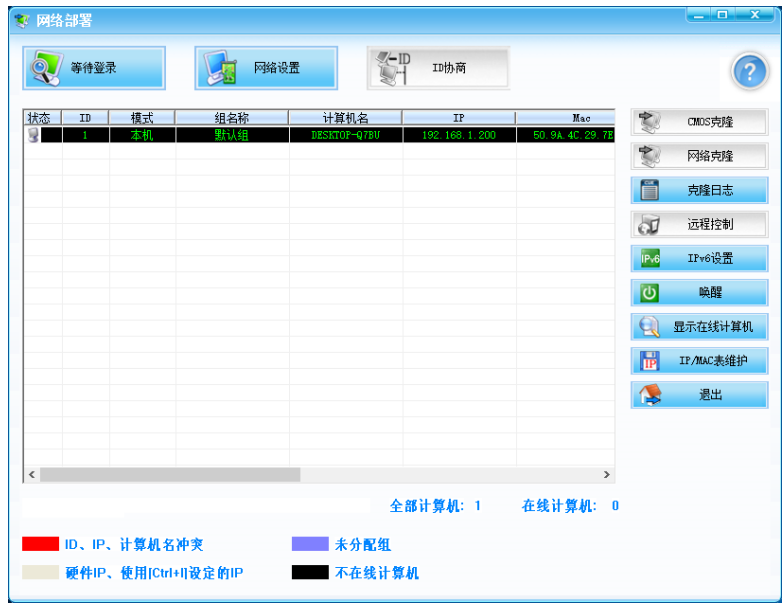 网络部署
等待登录
网络设置
ID
ID协商
状态 ID 模式 组名称 计算机名 IP Mac
1 本机 默认组 DESKTOP-Q7BU 192.168.1.200 50.9A.4C.29.7E
CMOS克隆
网络克隆
克隆日志
远程控制
IPv6 IPv6设置
唤醒
显示在线计算机
IP IP/MAC表维护
退出
全部计算机: 1 在线计算机: 0
ID、IP、计算机名冲突 未分配组
硬件IP、使用[Ctrl+I]设定的IP 不在线计算机